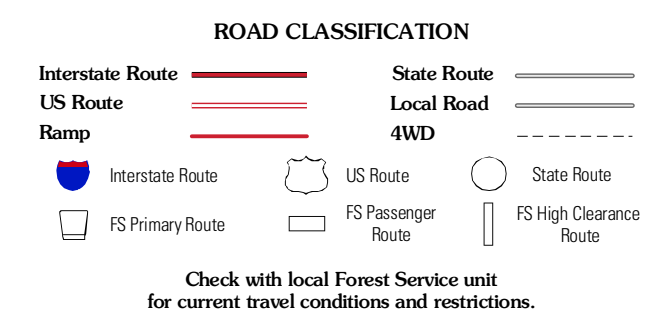 ROAD CLASSIFICATION
Interstate Route
State Route
US Route
Local Road
Ramp
4WD
Interstate Route
US Route
State Route
FS Primary Route
FS Passenger
Route
FS High Clearance
Route
Check with local Forest Service unit
for current travel conditions and restrictions.